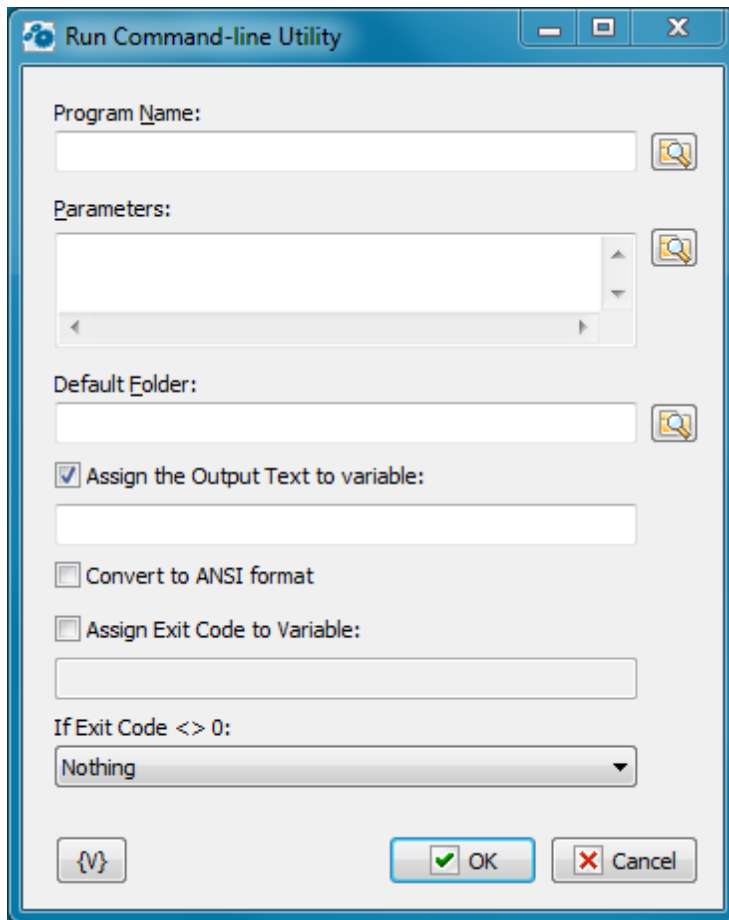 Run Command-line Utility
Program Name:
Parameters:
Default Folder:
Assign the Output Text to variable:
Convert to ANSI format
Assign Exit Code to Variable:
If Exit Code <> 0:
Nothing
{V} OK Cancel